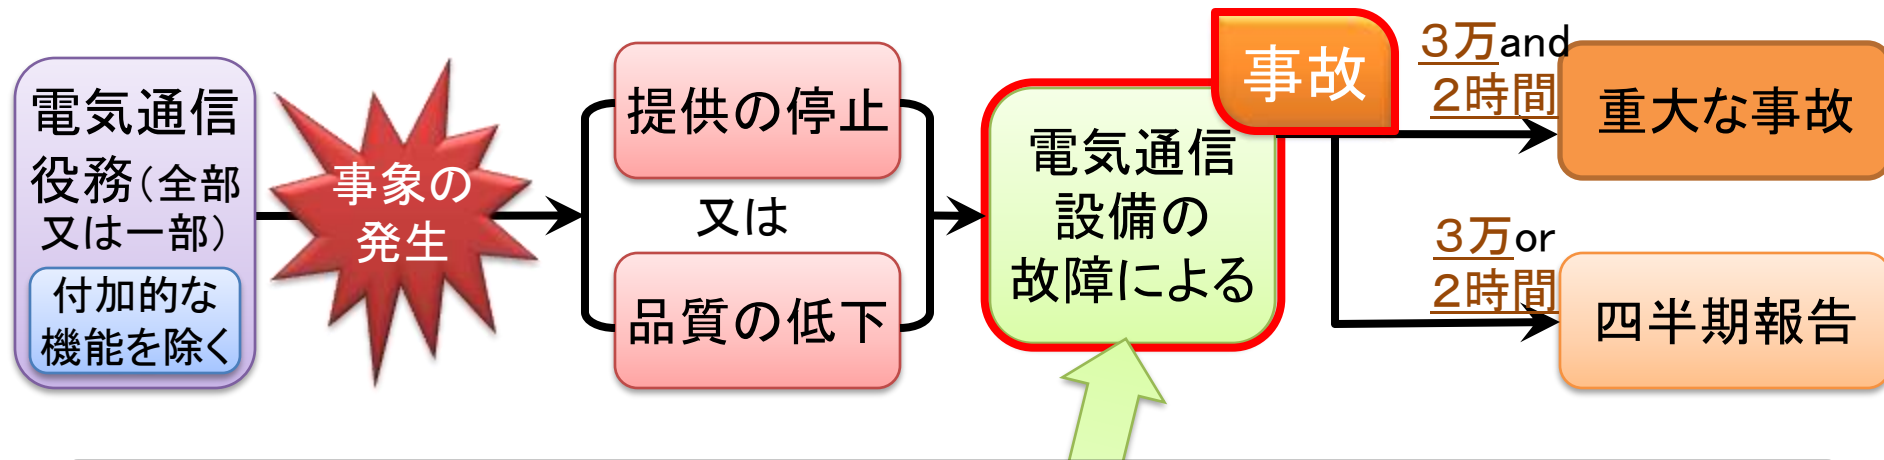 電気通信
役務（全部
又は一部）
付加的な
機能を除く
事象の
発生
提供の停止
又は
品質の低下
電気通信
設備の
故障による
事故
３万and
２時間
重大な事故
３万or
２時間
四半期報告